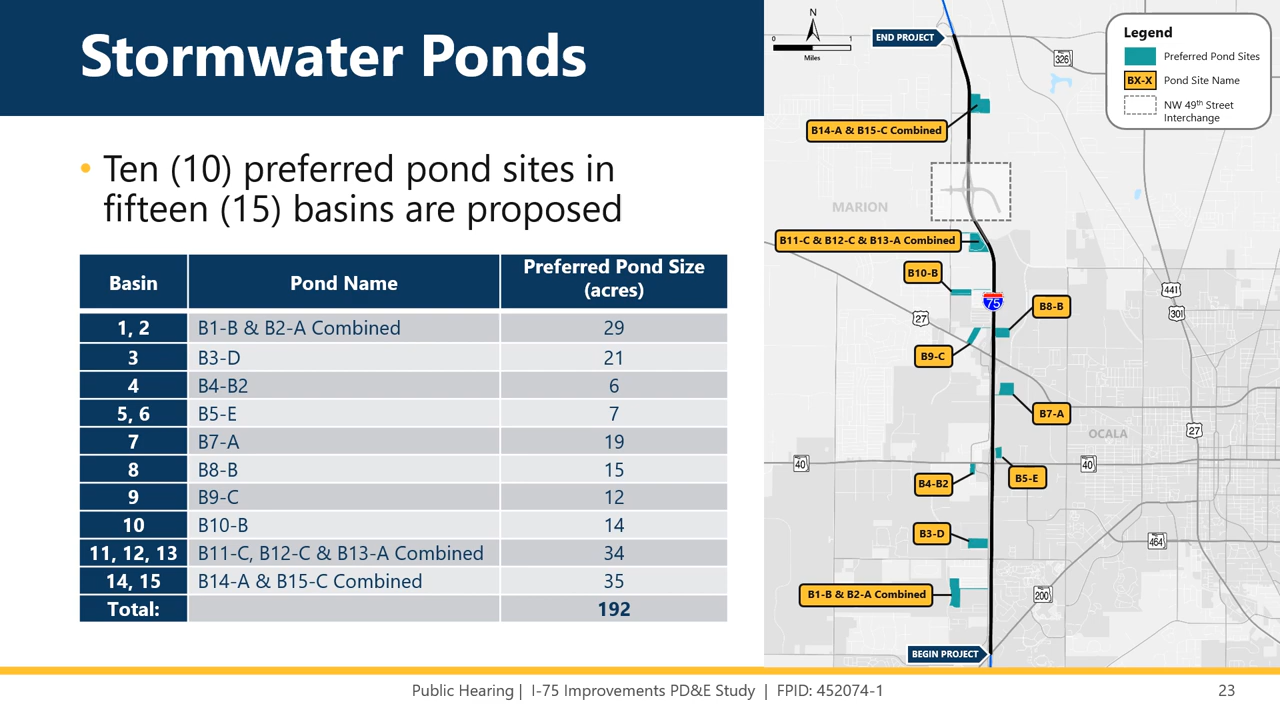 Stormwater Ponds
• Ten (10) preferred pond sites in
fifteen (15) basins are proposed
Basin Pond Name Preferred Pond Size (acres)
1, 2 B1-B & B2-A Combined 29
3 B3-D 21
4 B4-B2 6
5, 6 B5-E 7
7 B7-A 19
8 B8-B 15
9 B9-C 12
10 B10-B 14
11, 12, 13 B11-C, B12-C & B13-A Combined 34
14, 15 B14-A & B15-C Combined 35
Total: 192
N
0 1
Miles
END PROJECT
326
Legend
Preferred Pond Sites
BX-X Pond Site Name
NW 49th Street
Interchange
B14-A & B15-C Combined
MARION
B11-C & B12-C & B13-A Combined
B10-B
75
441
301
B8-B
27
B9-C
B7-A
OCALA
27
40
40
B4-B2
B5-E
B3-D
464
B1-B & B2-A Combined
200
BEGIN PROJECT
Public Hearing | I-75 Improvements PD&E Study | FPID: 452074-1
23